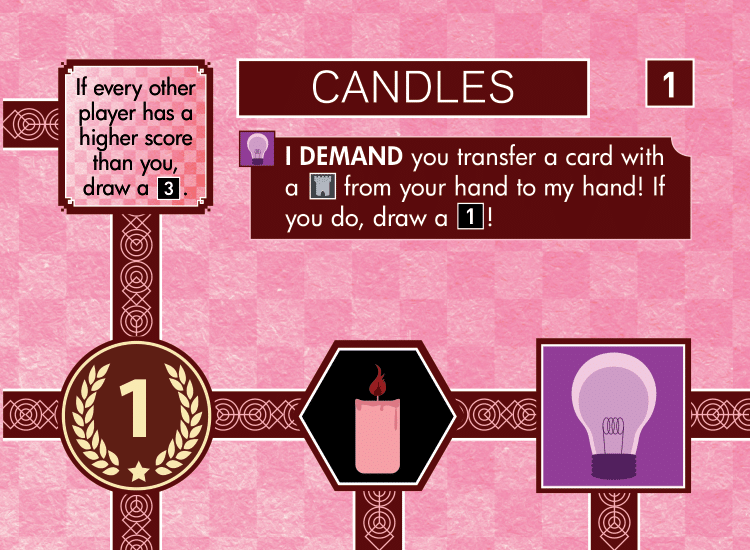 If every other
player has a
higher score
than you,
draw a 3.
CANDLES
1
I DEMAND you transfer a card with
a from your hand to my hand! If
you do, draw a 1!
1